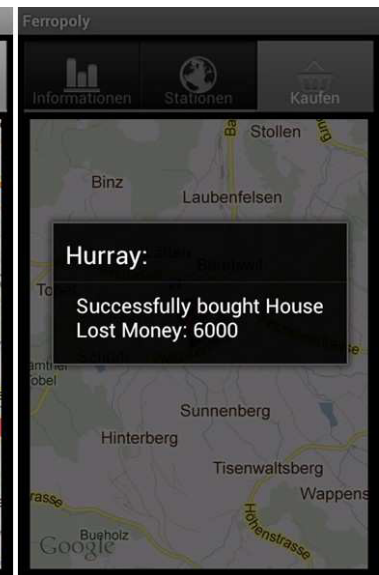 Ferropoly
Informationen
Stationen
Kaufen
Stollen
Binz
Laubenfelsen
Hurray:
Successfully bought House
Lost Money: 6000
Sunnenberg
Hinterberg
Tisenwaltsberg
Wappens
Höhenstrasse
Google